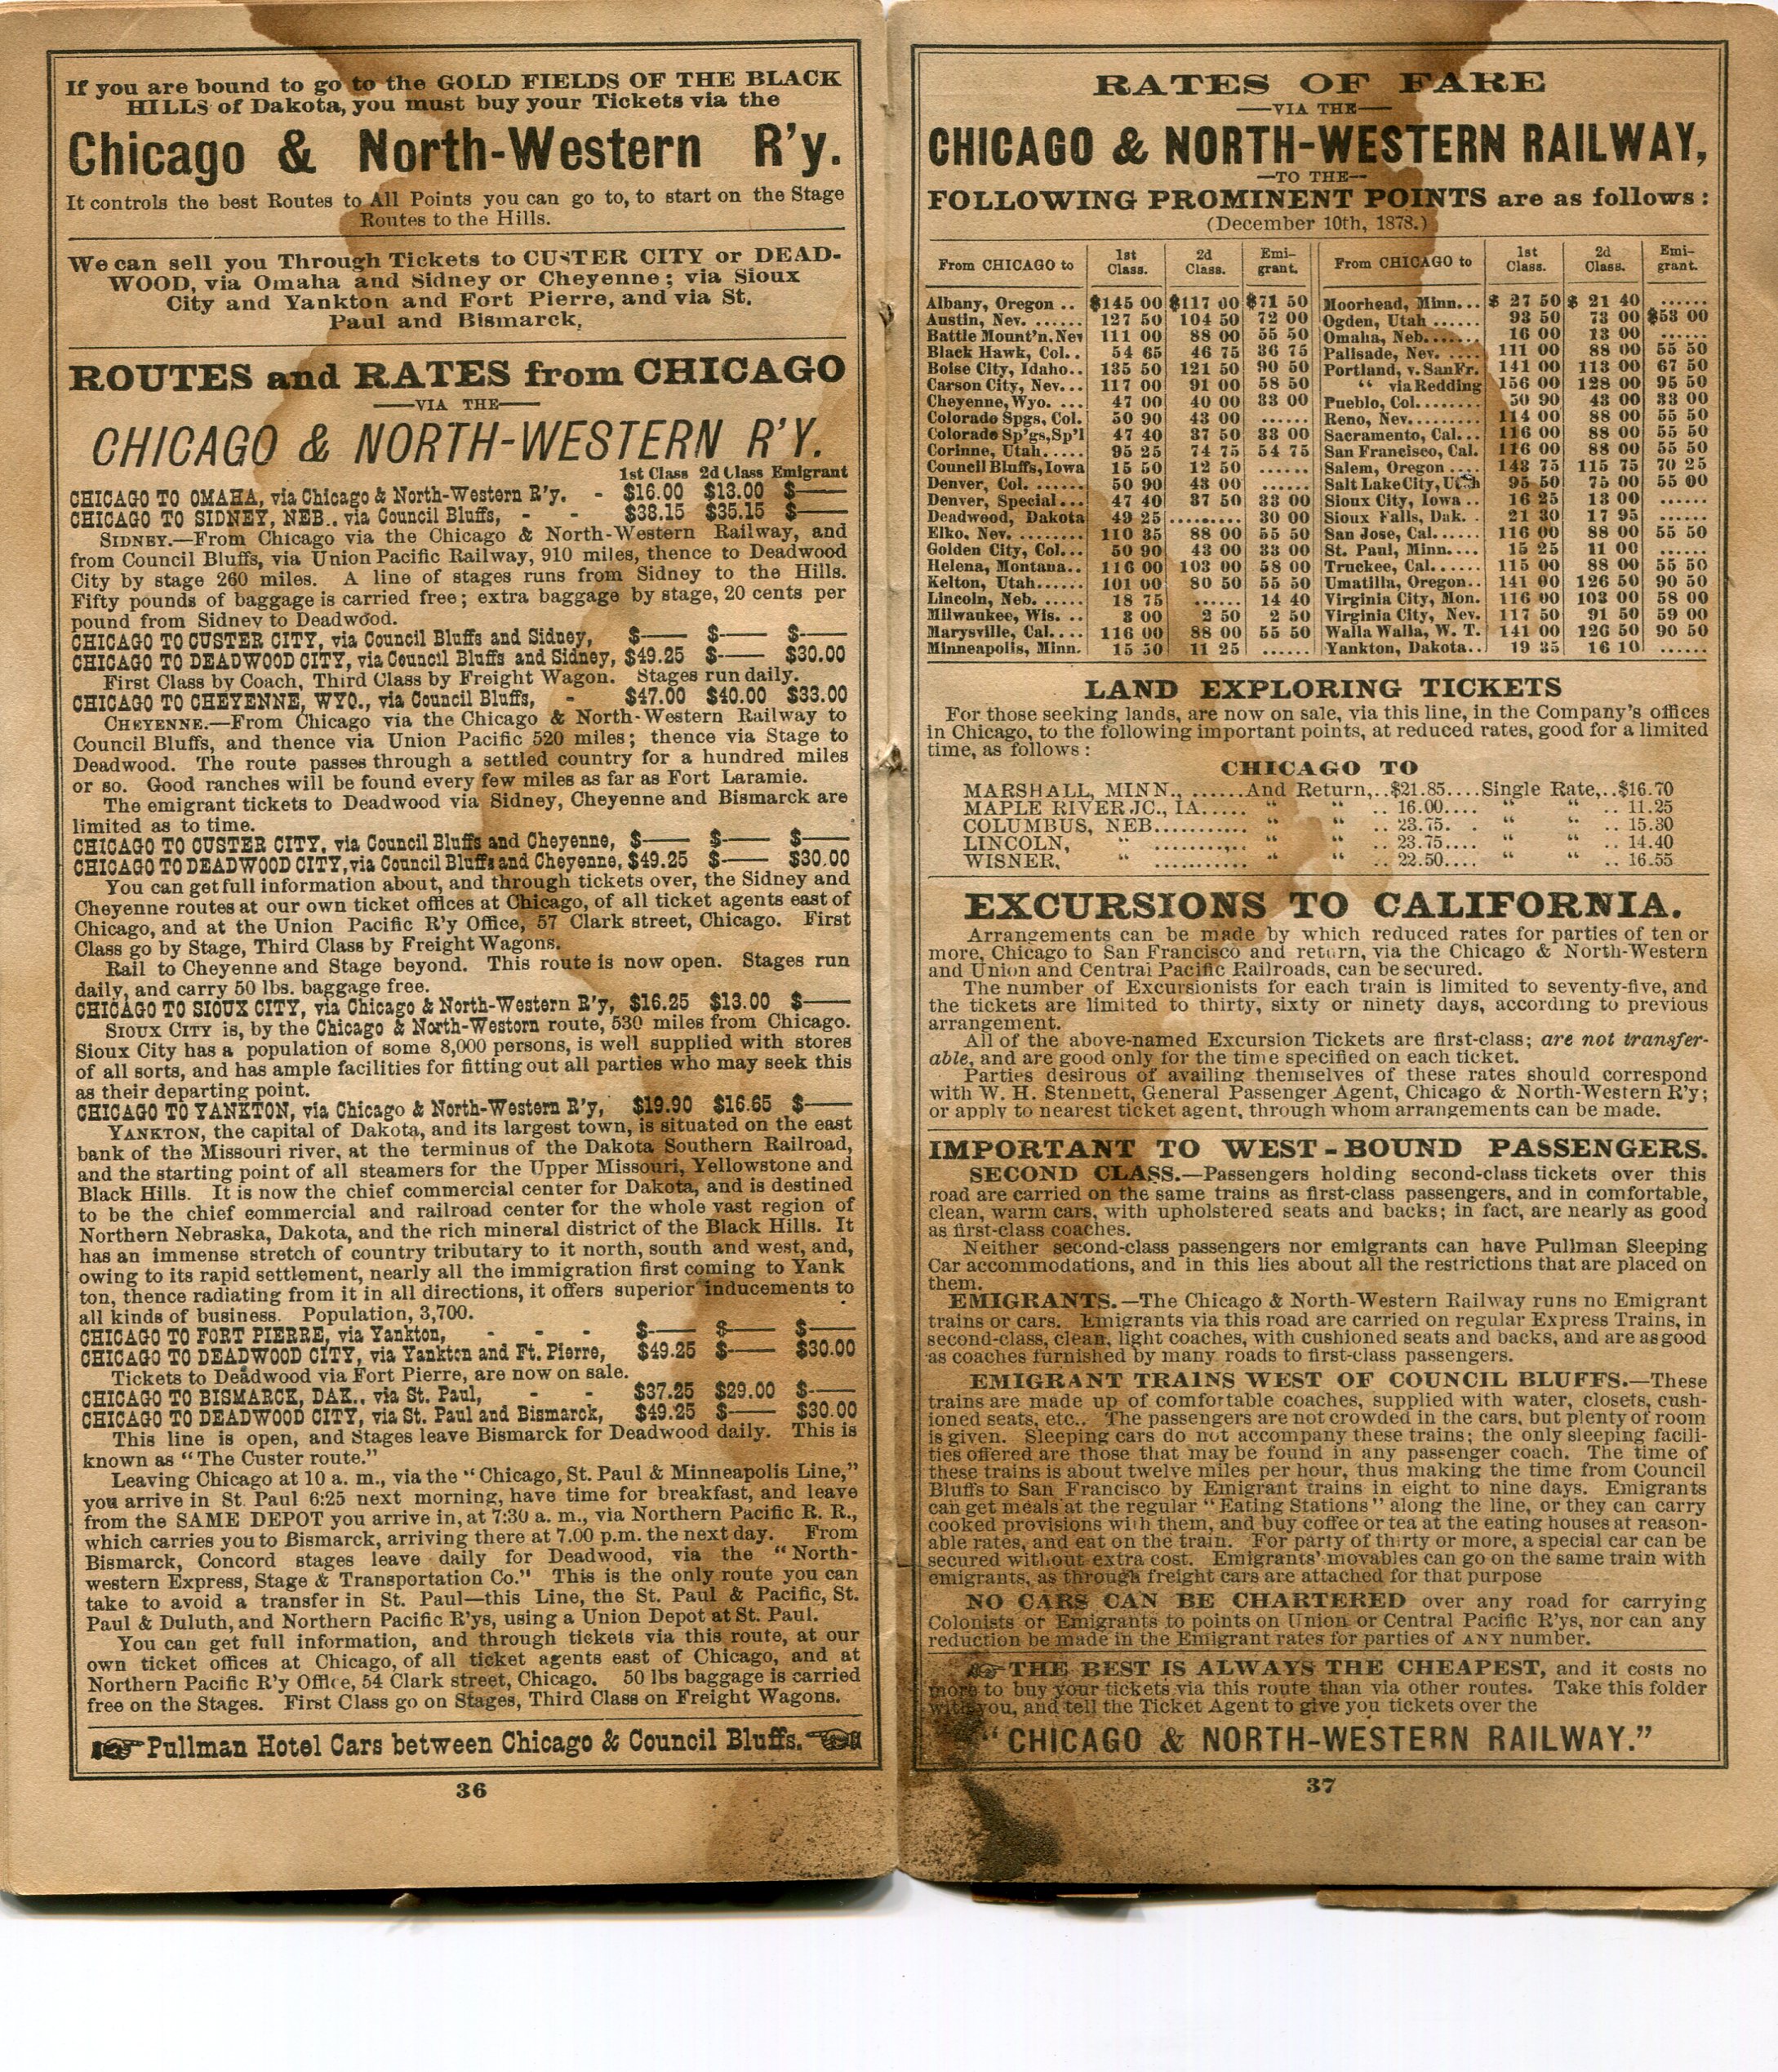 If you are bound to go to the GOLD FIELDS OF THE BLACK
HILLS of Dakota, you must buy your Tickets via the
Chicago & North-Western R'y.
It controls the best Routes to All Points you can go to, to start on the Stage
Routes to the Hills.
We can sell you Through Tickets to CUSTER CITY or DEAD-
WOOD, via Omaha and Sidney or Cheyenne; via Sioux
City and Yankton and Fort Pierre, and via St.
Paul and Bismarck,
ROUTES and RATES from CHICAGO
—VIA THE—
CHICAGO & NORTH-WESTERN R'Y.
1st Class 2d Class Emigrant
CHICAGO TO OMAHA, via Chicago & North-Western R'y. - $16.00 $13.00 $——
CHICAGO TO SIDNEY, NEB., via Council Bluffs, - - $38.15 $35.15 $——
SIDNEY.—From Chicago via the Chicago & North-Western Railway, and
from Council Bluffs, via Union Pacific Railway, 910 miles, thence to Deadwood
City by stage 260 miles. A line of stages runs from Sidney to the Hills.
Fifty pounds of baggage is carried free; extra baggage by stage, 20 cents per
pound from Sidney to Deadwood.
CHICAGO TO CUSTER CITY, via Council Bluffs and Sidney, $—— $—— $——
CHICAGO TO DEADWOOD CITY, via Council Bluffs and Sidney, $49.25 $—— $30.00
First Class by Coach, Third Class by Freight Wagon. Stages run daily.
CHICAGO TO CHEYENNE, WYO., via Council Bluffs, - $47.00 $40.00 $33.00
CHEYENNE.—From Chicago via the Chicago & North-Western Railway to
Council Bluffs, and thence via Union Pacific 520 miles; thence via Stage to
Deadwood. The route passes through a settled country for a hundred miles
or so. Good ranches will be found every few miles as far as Fort Laramie.
The emigrant tickets to Deadwood via Sidney, Cheyenne and Bismarck are
limited as to time.
CHICAGO TO CUSTER CITY, via Council Bluffs and Cheyenne, $—— $—— $——
CHICAGO TO DEADWOOD CITY, via Council Bluffs and Cheyenne, $49.25 $—— $30.00
You can get full information about, and through tickets over, the Sidney and
Cheyenne routes at our own ticket offices at Chicago, of all ticket agents east of
Chicago, and at the Union Pacific R'y Office, 57 Clark street, Chicago. First
Class go by Stage, Third Class by Freight Wagons.
Rail to Cheyenne and Stage beyond. This route is now open. Stages run
daily, and carry 50 lbs. baggage free.
CHICAGO TO SIOUX CITY, via Chicago & North-Western R'y, $16.25 $13.00 $——
SIOUX CITY is, by the Chicago & North-Western route, 530 miles from Chicago.
Sioux City has a population of some 8,000 persons, is well supplied with stores
of all sorts, and has ample facilities for fitting out all parties who may seek this
as their departing point.
CHICAGO TO YANKTON, via Chicago & North-Western R'y, $19.90 $16.65 $——
YANKTON, the capital of Dakota, and its largest town, is situated on the east
bank of the Missouri river, at the terminus of the Dakota Southern Railroad,
and the starting point of all steamers for the Upper Missouri, Yellowstone and
Black Hills. It is now the chief commercial center for Dakota, and is destined
to be the chief commercial and railroad center for the whole vast region of
Northern Nebraska, Dakota, and the rich mineral district of the Black Hills. It
has an immense stretch of country tributary to it north, south and west, and,
owing to its rapid settlement, nearly all the immigration first coming to Yank
ton, thence radiating from it in all directions, it offers superior inducements to
all kinds of business. Population, 3,700.
CHICAGO TO FORT PIERRE, via Yankton, - - - $—— $—— $——
CHICAGO TO DEADWOOD CITY, via Yankton and Ft. Pierre, $49.25 $—— $30.00
Tickets to Deadwood via Fort Pierre, are now on sale.
CHICAGO TO BISMARCK, DAK., via St. Paul, - - $37.25 $29.00 $——
CHICAGO TO DEADWOOD CITY, via St. Paul and Bismarck, $49.25 $—— $30.00
This line is open, and Stages leave Bismarck for Deadwood daily. This is
known as "The Custer route."
Leaving Chicago at 10 a. m., via the "Chicago, St. Paul & Minneapolis Line,"
you arrive in St. Paul 6:25 next morning, have time for breakfast, and leave
from the SAME DEPOT you arrive in, at 7:30 a. m., via Northern Pacific R. R.,
which carries you to Bismarck, arriving there at 7.00 p.m. the next day. From
Bismarck, Concord stages leave daily for Deadwood, via the "North-
western Express, Stage & Transportation Co." This is the only route you can
take to avoid a transfer in St. Paul—this Line, the St. Paul & Pacific, St.
Paul & Duluth, and Northern Pacific R'ys, using a Union Depot at St. Paul.
You can get full information, and through tickets via this route, at our
own ticket offices at Chicago, of all ticket agents east of Chicago, and at
Northern Pacific R'y Office, 54 Clark street, Chicago. 50 lbs baggage is carried
free on the Stages. First Class go on Stages, Third Class on Freight Wagons.
Pullman Hotel Cars between Chicago & Council Bluffs.
36
RATES OF FARE
—VIA THE—
CHICAGO & NORTH-WESTERN RAILWAY,
—TO THE—
FOLLOWING PROMINENT POINTS are as follows:
(December 10th, 1878.)
From CHICAGO to 1st Class. 2d Class. Emi-grant. From CHICAGO to 1st Class. 2d Class. Emi-grant.
Albany, Oregon .. $145 00 $117 00 $71 50 Moorhead, Minn... $ 27 50 $ 21 40 ......
Austin, Nev. ...... 127 50 104 50 72 00 Ogden, Utah ...... 93 50 73 00 $53 00
Battle Mount'n, Nev 111 00 88 00 55 50 Omaha, Neb....... 16 00 13 00 ......
Black Hawk, Col.. 54 65 46 75 36 75 Palisade, Nev. .... 111 00 88 00 55 50
Boise City, Idaho.. 135 50 121 50 90 50 Portland, v. SanFr. 141 00 113 00 67 50
Carson City, Nev... 117 00 91 00 58 50 " via Redding 156 00 128 00 95 50
Cheyenne, Wyo. ... 47 00 40 00 33 00 Pueblo, Col........ 50 90 43 00 33 00
Colorado Spgs, Col. 50 90 43 00 ...... Reno, Nev......... 114 00 88 00 55 50
Colorado Sp'gs, Sp'l 47 40 37 50 33 00 Sacramento, Cal... 116 00 88 00 55 50
Corinne, Utah..... 95 25 74 75 54 75 San Francisco, Cal. 116 00 88 00 55 50
Council Bluffs, Iowa 15 50 12 50 ...... Salem, Oregon .... 143 75 115 75 70 25
Denver, Col. ...... 50 90 43 00 ...... Salt Lake City, Utah 95 50 75 00 55 00
Denver, Special... 47 40 37 50 33 00 Sioux City, Iowa .. 16 25 13 00 ......
Deadwood, Dakota 49 25 ......... 30 00 Sioux Falls, Dak. . 21 30 17 95 ......
Elko, Nev. ........ 110 35 88 00 55 50 San Jose, Cal...... 116 00 88 00 55 50
Golden City, Col... 50 90 43 00 33 00 St. Paul, Minn.... 15 25 11 00 ......
Helena, Montana.. 116 00 103 00 58 00 Truckee, Cal...... 115 00 88 00 55 50
Kelton, Utah...... 101 00 80 50 55 50 Umatilla, Oregon.. 141 00 126 50 90 50
Lincoln, Neb. ..... 18 75 ...... 14 40 Virginia City, Mon. 116 00 103 00 58 00
Milwaukee, Wis. .. 3 00 2 50 2 50 Virginia City, Nev. 117 50 91 50 59 00
Marysville, Cal.... 116 00 88 00 55 50 Walla Walla, W. T. 141 00 126 50 90 50
Minneapolis, Minn. 15 50 11 25 ...... Yankton, Dakota.. 19 35 16 10 ......
LAND EXPLORING TICKETS
For those seeking lands, are now on sale, via this line, in the Company's offices
in Chicago, to the following important points, at reduced rates, good for a limited
time, as follows:
CHICAGO TO
MARSHALL, MINN., ......And Return,..$21.85....Single Rate,..$16.70
MAPLE RIVER JC., IA..... " " .. 16.00.... " " .. 11.25
COLUMBUS, NEB........... " " .. 23.75. . " " .. 15.30
LINCOLN, " .......... " " .. 23.75.... " " .. 14.40
WISNER, " .......... " " .. 22.50.... " " .. 16.55
EXCURSIONS TO CALIFORNIA.
Arrangements can be made by which reduced rates for parties of ten or
more, Chicago to San Francisco and return, via the Chicago & North-Western
and Union and Central Pacific Railroads, can be secured.
The number of Excursionists for each train is limited to seventy-five, and
the tickets are limited to thirty, sixty or ninety days, according to previous
arrangement.
All of the above-named Excursion Tickets are first-class; are not transfer-
able, and are good only for the time specified on each ticket.
Parties desirous of availing themselves of these rates should correspond
with W. H. Stennett, General Passenger Agent, Chicago & North-Western R'y;
or apply to nearest ticket agent, through whom arrangements can be made.
IMPORTANT TO WEST-BOUND PASSENGERS.
SECOND CLASS.—Passengers holding second-class tickets over this
road are carried on the same trains as first-class passengers, and in comfortable,
clean, warm cars, with upholstered seats and backs; in fact, are nearly as good
as first-class coaches.
Neither second-class passengers nor emigrants can have Pullman Sleeping
Car accommodations, and in this lies about all the restrictions that are placed on
them.
EMIGRANTS.—The Chicago & North-Western Railway runs no Emigrant
trains or cars. Emigrants via this road are carried on regular Express Trains, in
second-class, clean, light coaches, with cushioned seats and backs, and are as good
as coaches furnished by many roads to first-class passengers.
EMIGRANT TRAINS WEST OF COUNCIL BLUFFS.—These
trains are made up of comfortable coaches, supplied with water, closets, cush-
ioned seats, etc.. The passengers are not crowded in the cars, but plenty of room
is given. Sleeping cars do not accompany these trains; the only sleeping facili-
ties offered are those that may be found in any passenger coach. The time of
these trains is about twelve miles per hour, thus making the time from Council
Bluffs to San Francisco by Emigrant trains in eight to nine days. Emigrants
can get meals at the regular "Eating Stations" along the line, or they can carry
cooked provisions with them, and buy coffee or tea at the eating houses at reason-
able rates, and eat on the train. For party of thirty or more, a special car can be
secured without extra cost. Emigrants' movables can go on the same train with
emigrants, as through freight cars are attached for that purpose
NO CARS CAN BE CHARTERED over any road for carrying
Colonists or Emigrants to points on Union or Central Pacific R'ys, nor can any
reduction be made in the Emigrant rates for parties of ANY number.
THE BEST IS ALWAYS THE CHEAPEST, and it costs no
more to buy your tickets via this route than via other routes. Take this folder
with you, and tell the Ticket Agent to give you tickets over the
"CHICAGO & NORTH-WESTERN RAILWAY."
37